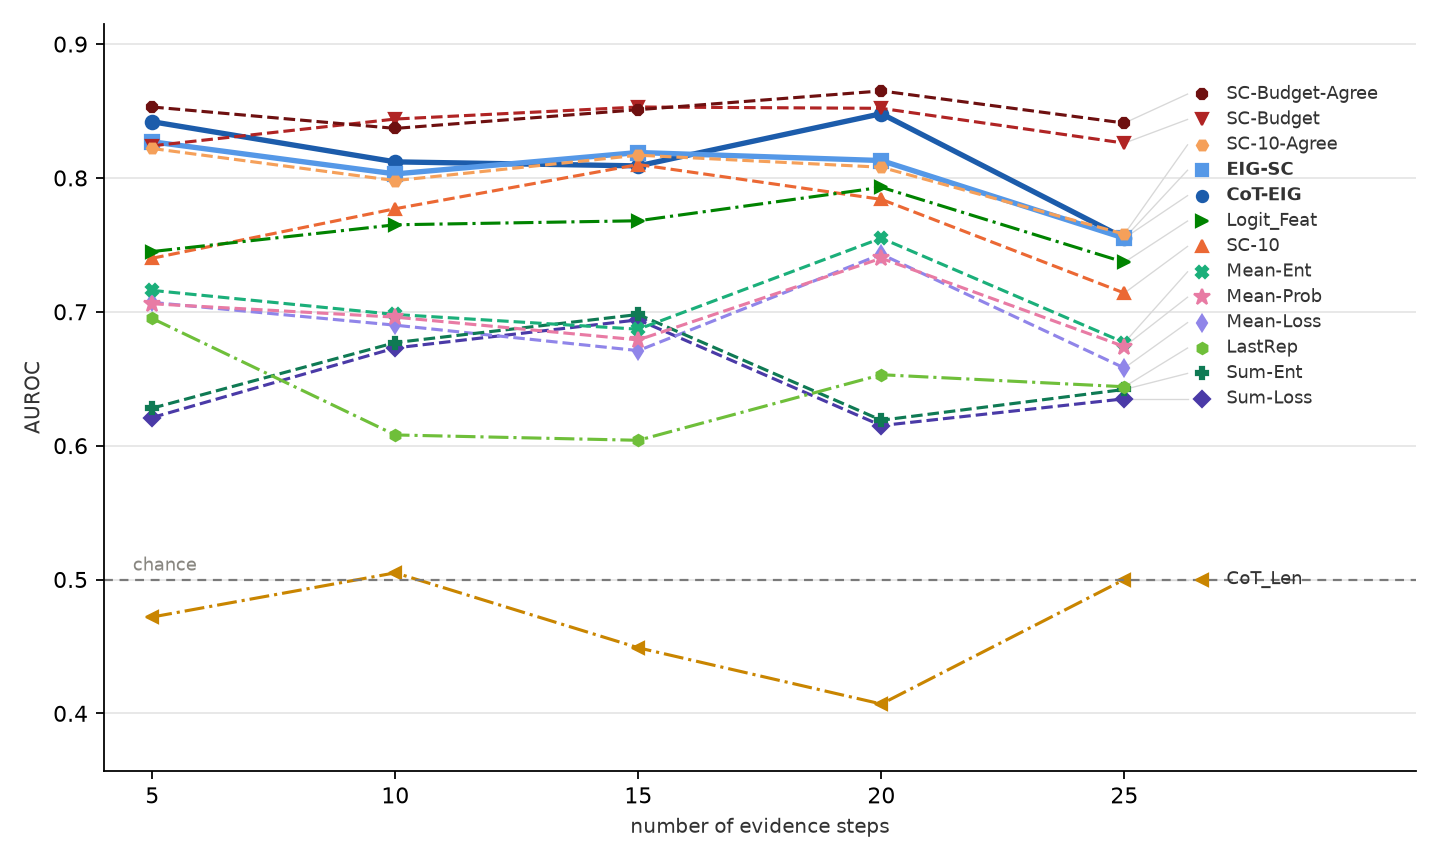 0.9
0.8
0.7
0.6
0.5
0.4
AUROC
chance
SC-Budget-Agree
SC-Budget
SC-10-Agree
EIG-SC
CoT-EIG
Logit_Feat
SC-10
Mean-Ent
Mean-Prob
Mean-Loss
LastRep
Sum-Ent
Sum-Loss
CoT_Len
5 10 15 20 25
number of evidence steps